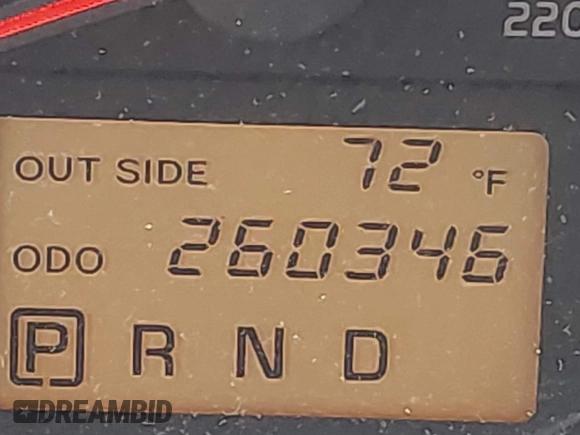 220
OUT SIDE 72 °F
ODO 260346
P R N D
DREAMBID